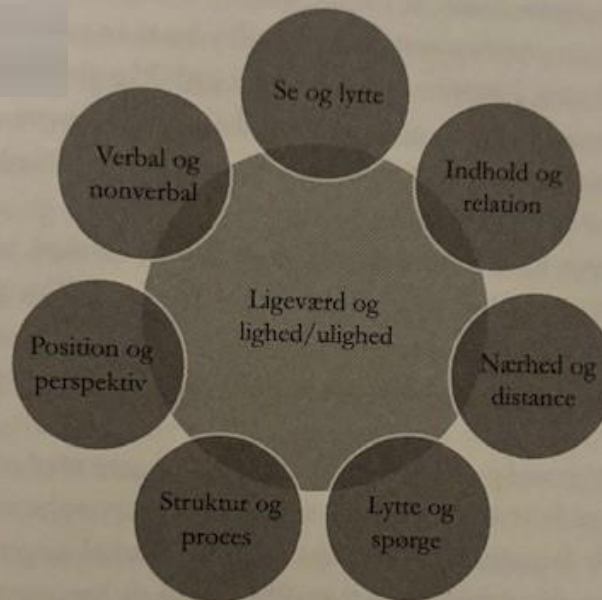 Se og lytte
Indhold og
relation
Nærhed og
distance
Lytte og
spørge
Struktur og
proces
Position og
perspektiv
Verbal og
nonverbal
Ligeværd og
lighed/ulighed